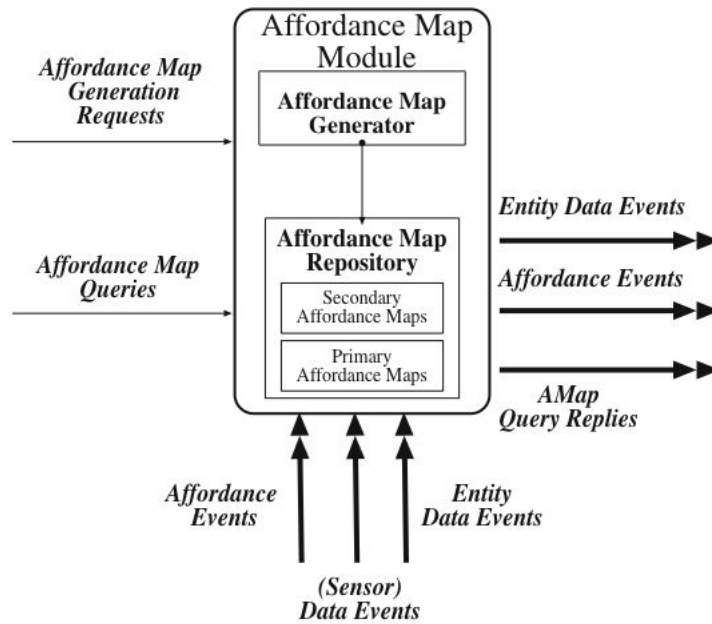 Affordance Map
Module
Affordance Map
Generation
Requests
Affordance Map
Generator
Entity Data Events
Affordance Map
Repository
Affordance Map
Queries
Affordance Events
Secondary
Affordance Maps
Primary
Affordance Maps
AMap
Query Replies
Affordance
Events
Entity
Data Events
(Sensor)
Data Events